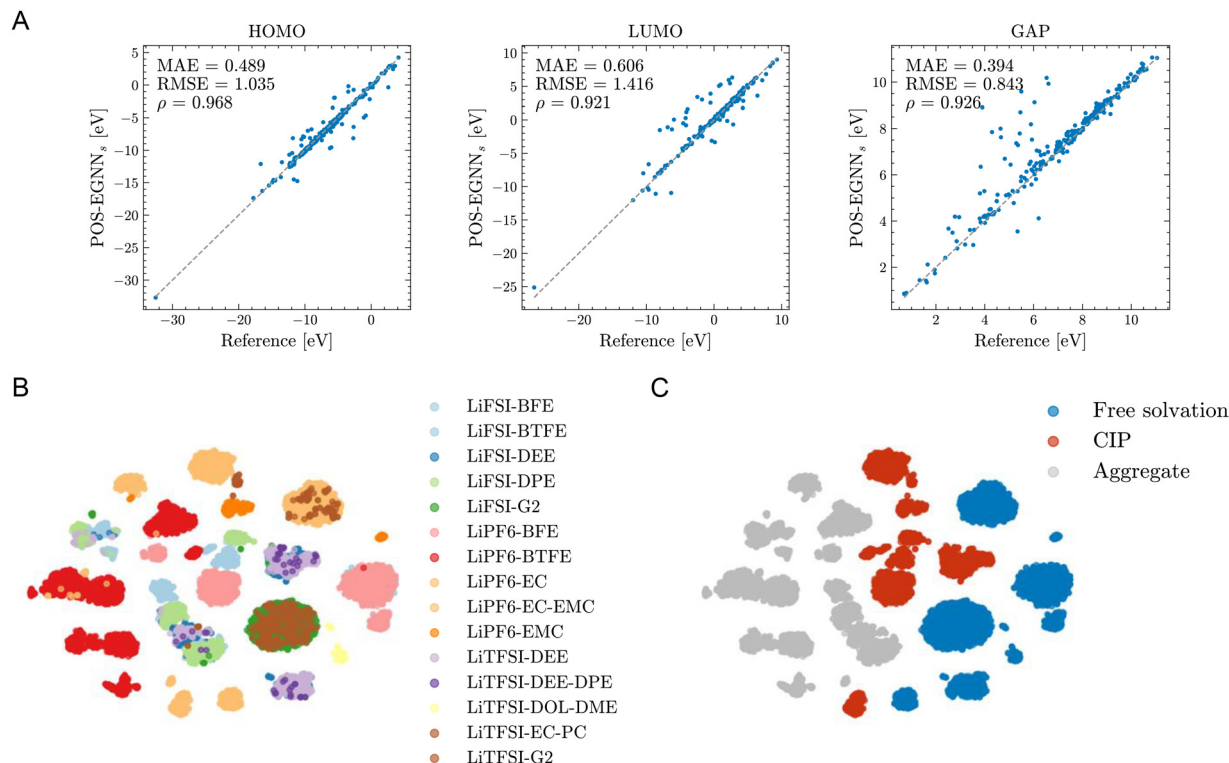 A
HOMO
MAE = 0.489
RMSE = 1.035
ρ = 0.968
POS-EGNNs [eV]
5
0
−5
−10
−15
−20
−25
−30
−30
−20
−10
0
Reference [eV]
LUMO
MAE = 0.606
RMSE = 1.416
ρ = 0.921
POS-EGNNs [eV]
10
5
0
−5
−10
−15
−20
−25
−20
−10
0
10
Reference [eV]
GAP
MAE = 0.394
RMSE = 0.843
ρ = 0.926
POS-EGNNs [eV]
10
8
6
4
2
2
4
6
8
10
Reference [eV]
B
LiFSI-BFE
LiFSI-BTFE
LiFSI-DEE
LiFSI-DPE
LiFSI-G2
LiPF6-BFE
LiPF6-BTFE
LiPF6-EC
LiPF6-EC-EMC
LiPF6-EMC
LiTFSI-DEE
LiTFSI-DEE-DPE
LiTFSI-DOL-DME
LiTFSI-EC-PC
LiTFSI-G2
C
Free solvation
CIP
Aggregate